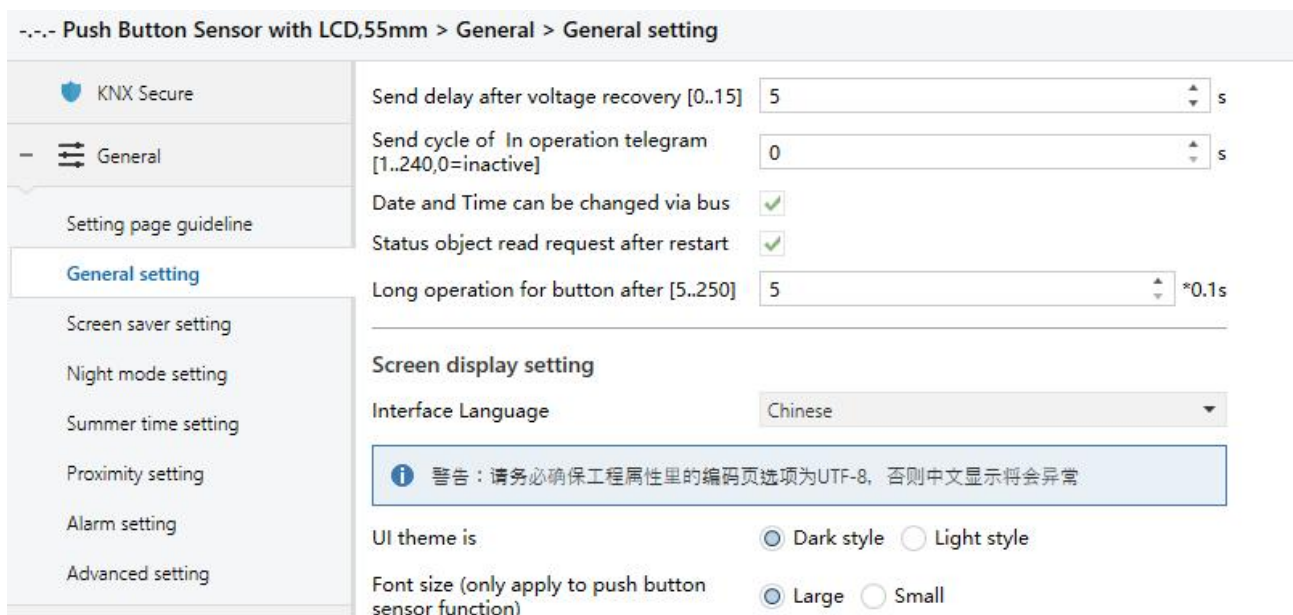 -.-.- Push Button Sensor with LCD,55mm > General > General setting
KNX Secure
General
Setting page guideline
General setting
Screen saver setting
Night mode setting
Summer time setting
Proximity setting
Alarm setting
Advanced setting
Send delay after voltage recover [0..15] 5 s
Send cycle of In operation telegram
[1..240,0=inactive] 0 s
Date and Time can be changed via bus
Status object read request after restart
Long operation for button after [5..250] 5 *0.1s
Screen display setting
Interface Language Chinese
警告：请务必确保工程属性里的编码页选项为UTF-8，否则中文显示将会异常
UI theme is Dark style Light style
Font size (only apply to push button
sensor function) Large Small